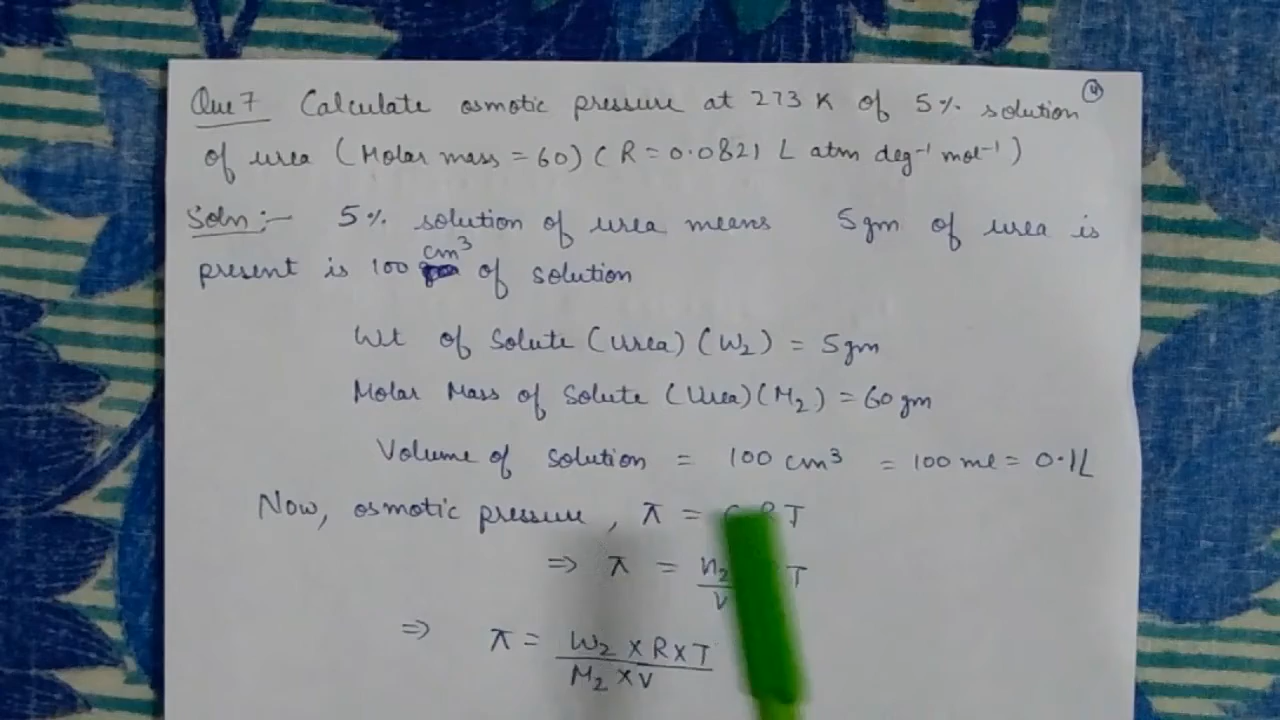 Que 7 Calculate osmotic pressure at 273 K of 5% solution (4)
of urea (Molar mass = 60) (R = 0.0821 L atm deg⁻¹ mol⁻¹)
Soln :- 5% solution of urea means 5gm of urea is
present is 100 cm³ of solution
Wt of Solute (Urea) (W₂) = 5gm
Molar Mass of Solute (Urea) (M₂) = 60 gm
Volume of solution = 100 cm³ = 100 ml = 0.1L
Now, osmotic pressure, π = C R T
⇒ π = n₂/V T
⇒ π = W₂ × R × T / M₂ × V